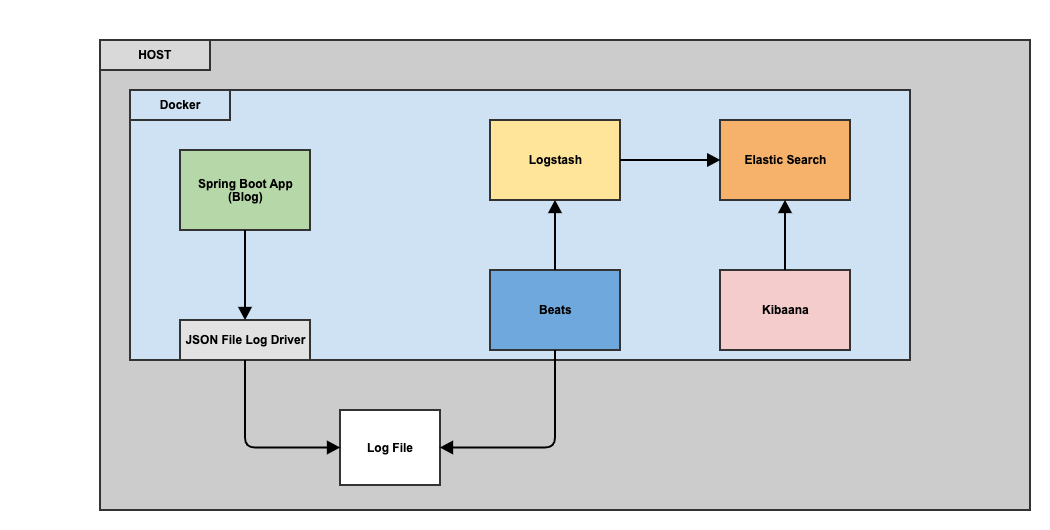 HOST
Docker
Logstash
Elastic Search
Spring Boot App
(Blog)
Beats
Kibaana
JSON File Log Driver
Log File